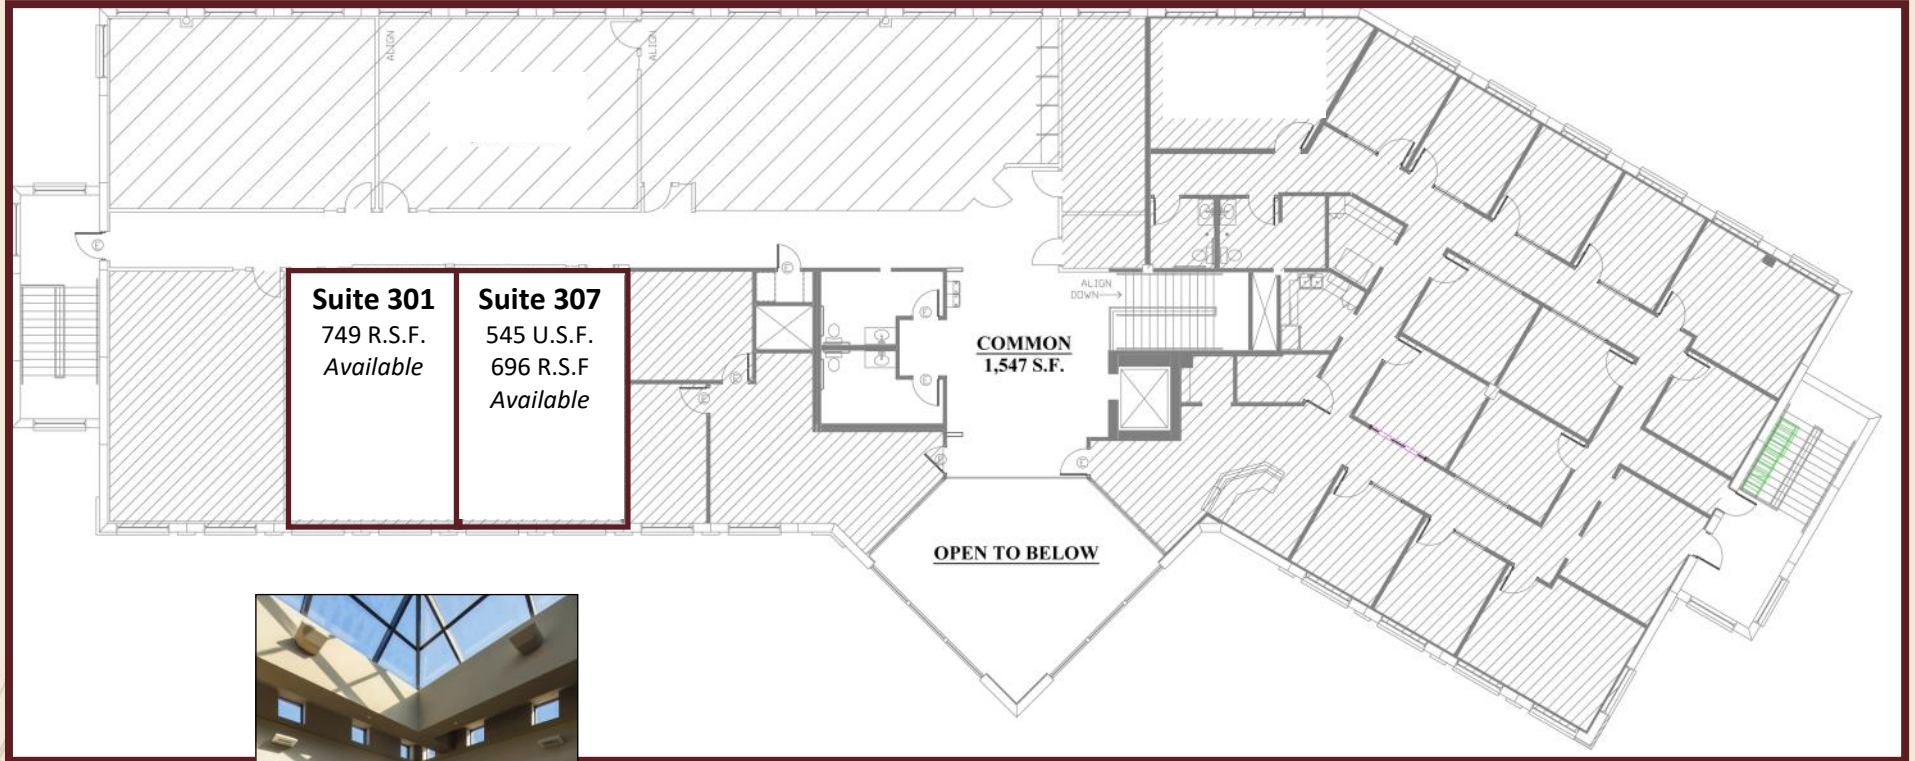 ALIGN
ALIGN
Suite 301
749 R.S.F.
Available
Suite 307
545 U.S.F.
696 R.S.F
Available
ALIGN
DOWN
COMMON
1,547 S.F.
OPEN TO BELOW